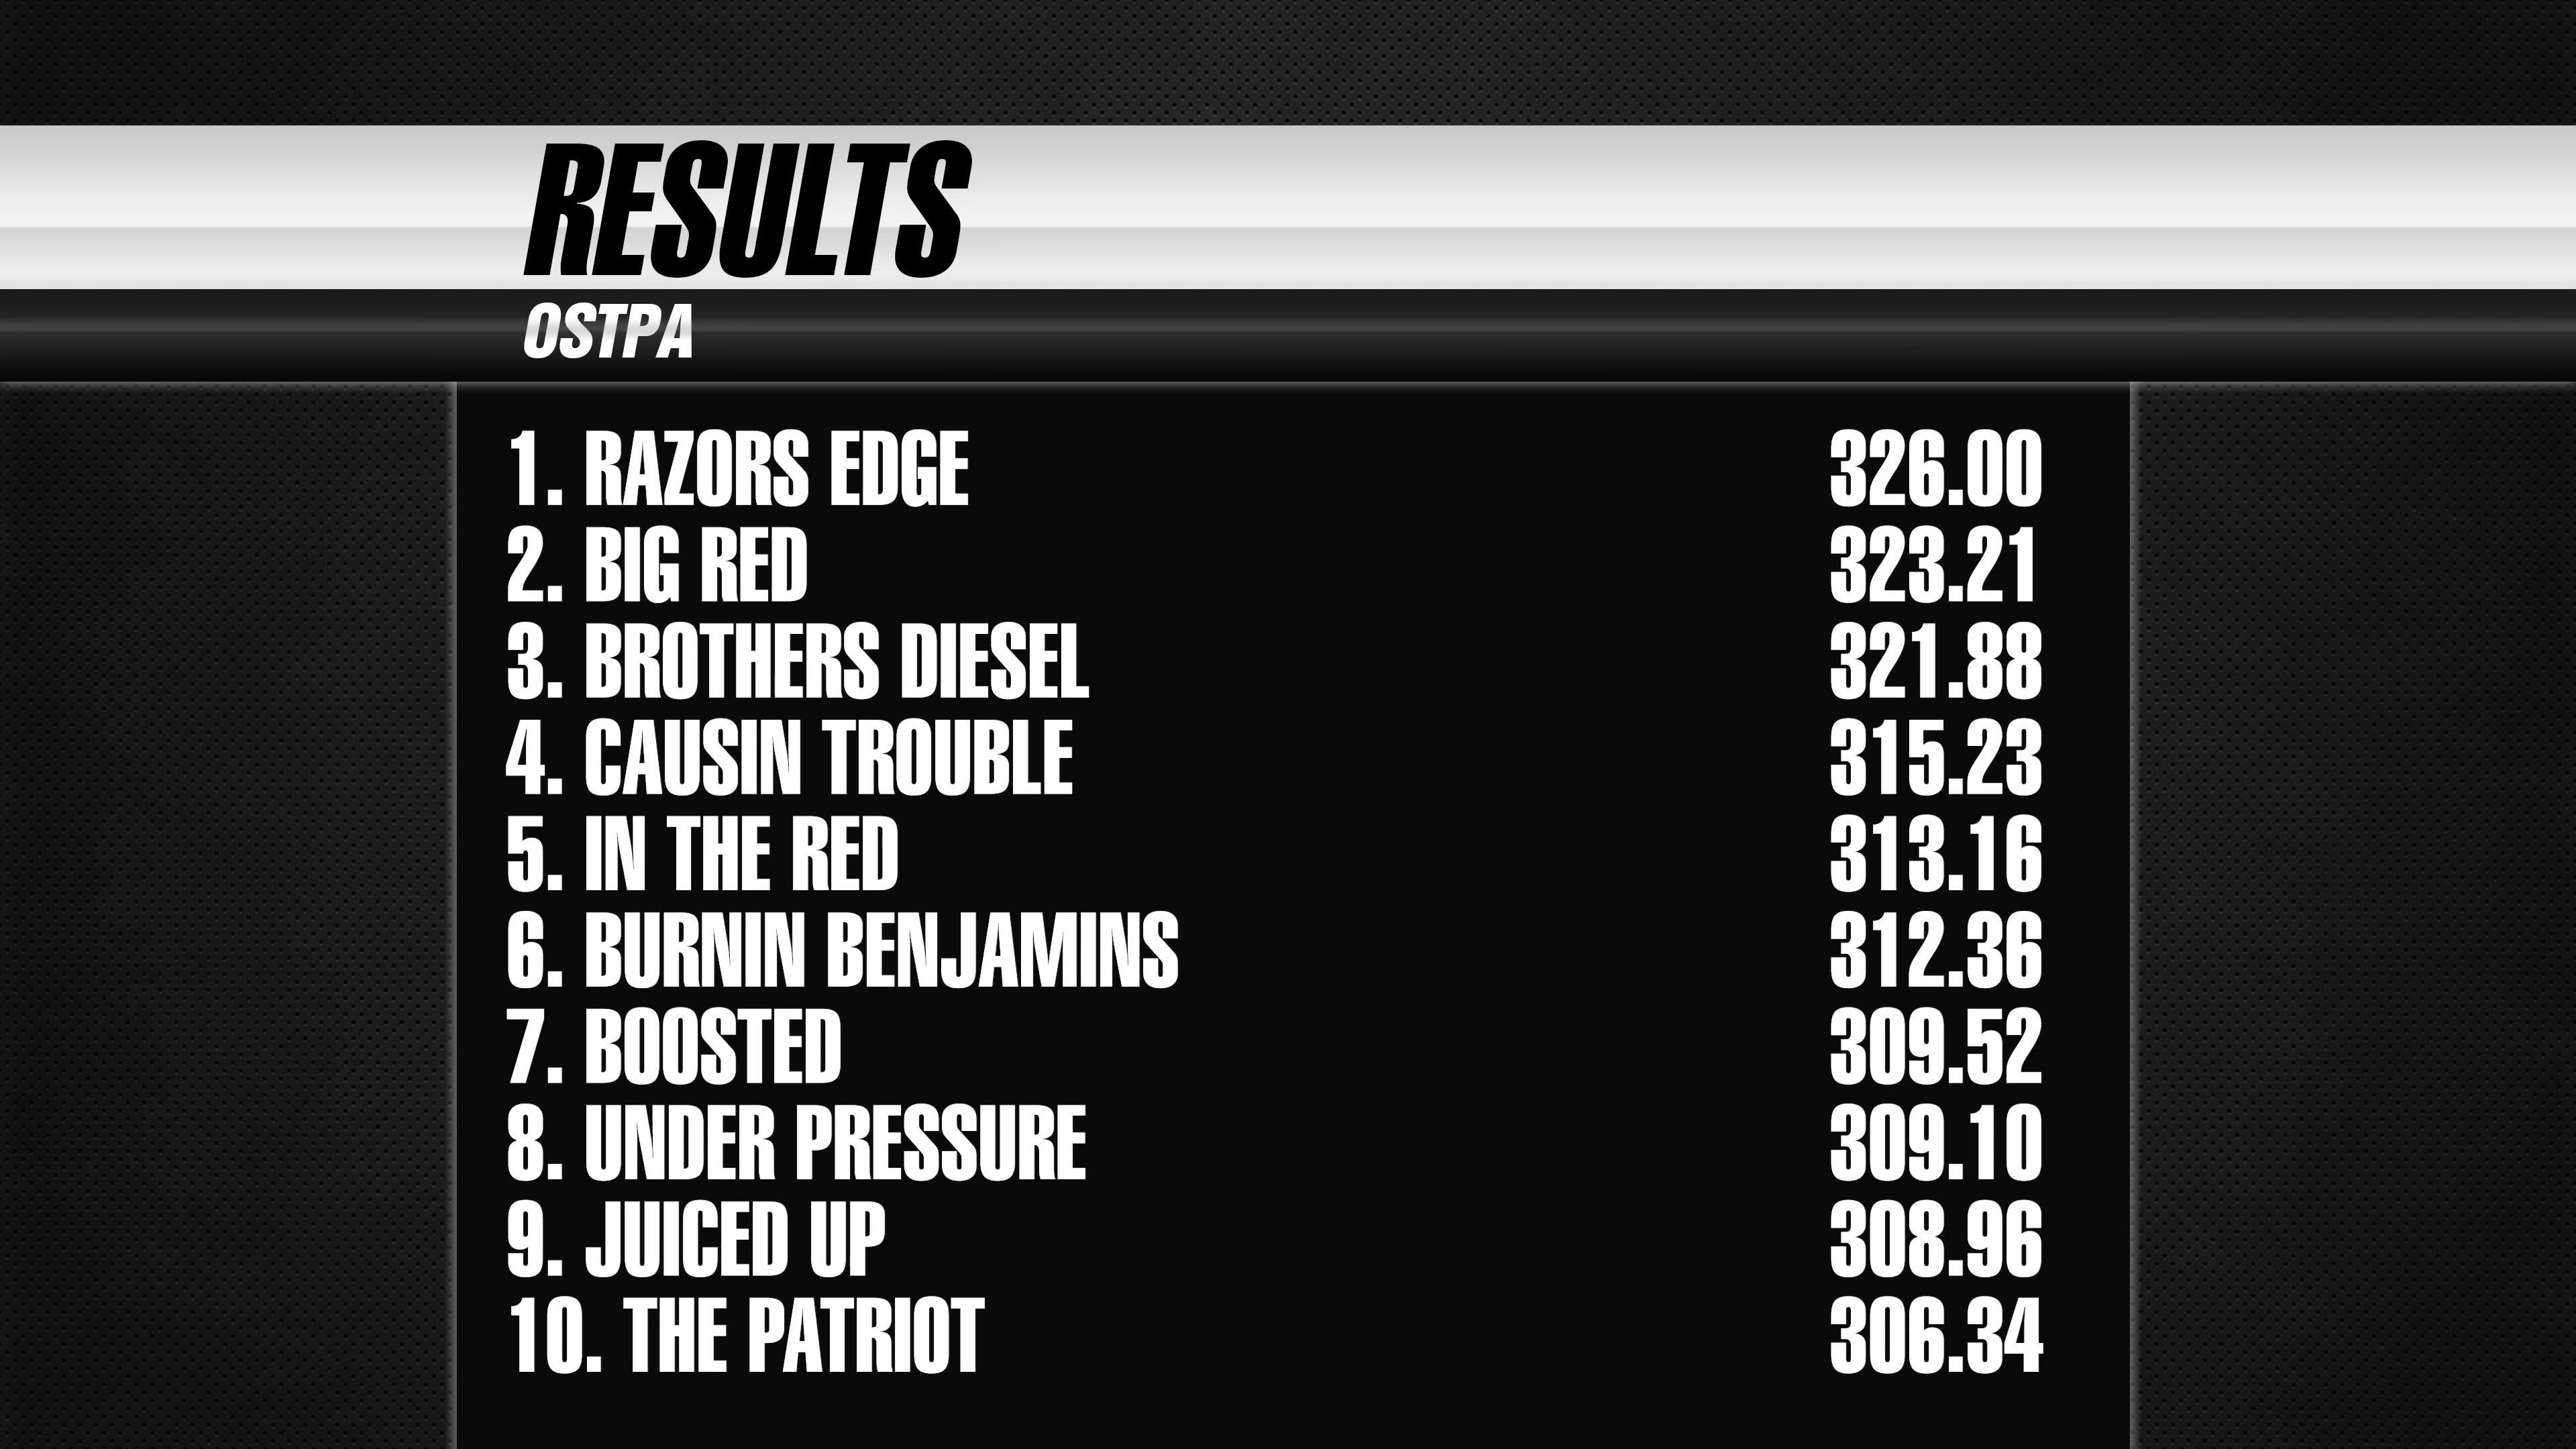 RESULTS
OSTPA
1. RAZORS EDGE 326.00
2. BIG RED 323.21
3. BROTHERS DIESEL 321.88
4. CAUSIN TROUBLE 315.23
5. IN THE RED 313.16
6. BURNIN BENJAMINS 312.36
7. BOOSTED 309.52
8. UNDER PRESSURE 309.10
9. JUICED UP 308.96
10. THE PATRIOT 306.34